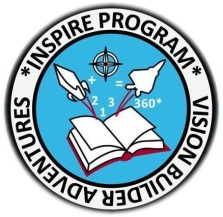 *INSPIRE PROGRAM*
VISION BUILDER ADVENTURES
+ =
2 1 3 360*